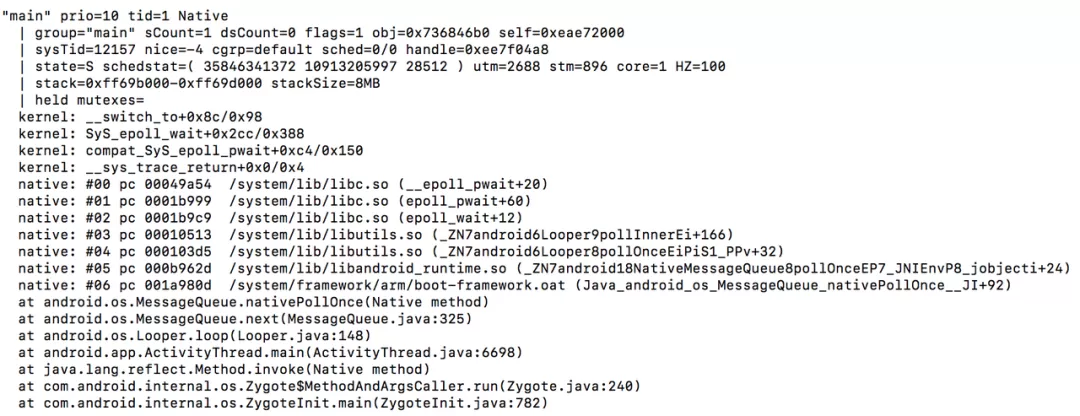 "main" prio=10 tid=1 Native
| group="main" sCount=1 dsCount=0 flags=1 obj=0x736846b0 self=0xeae72000
| sysTid=12157 nice=-4 cgrp=default sched=0/0 handle=0xee7f04a8
| state=S schedstat=( 35846341372 10913205997 28512 ) utm=2688 stm=896 core=1 HZ=100
| stack=0xff69b000-0xff69d000 stackSize=8MB
| held mutexes=
kernel: __switch_to+0x8c/0x98
kernel: SyS_epoll_wait+0x2cc/0x388
kernel: compat_SyS_epoll_pwait+0xc4/0x150
kernel: __sys_trace_return+0x0/0x4
native: #00 pc 00049a54 /system/lib/libc.so (__epoll_pwait+20)
native: #01 pc 0001b999 /system/lib/libc.so (epoll_pwait+60)
native: #02 pc 0001b9c9 /system/lib/libc.so (epoll_wait+12)
native: #03 pc 00010513 /system/lib/libutils.so (_ZN7android6Looper9pollInnerEi+166)
native: #04 pc 000103d5 /system/lib/libutils.so (_ZN7android6Looper8pollOnceEiPiS1_PPv+32)
native: #05 pc 000b962d /system/lib/libandroid_runtime.so (_ZN7android18NativeMessageQueue8pollOnceEP7_JNIEnvP8_jobjecti+24)
native: #06 pc 001a980d /system/framework/arm/boot-framework.oat (Java_android_os_MessageQueue_nativePollOnce__JI+92)
at android.os.MessageQueue.nativePollOnce(Native method)
at android.os.MessageQueue.next(MessageQueue.java:325)
at android.os.Looper.loop(Looper.java:148)
at android.app.ActivityThread.main(ActivityThread.java:6698)
at java.lang.reflect.Method.invoke(Native method)
at com.android.internal.os.Zygote$MethodAndArgsCaller.run(Zygote.java:240)
at com.android.internal.os.ZygoteInit.main(ZygoteInit.java:782)